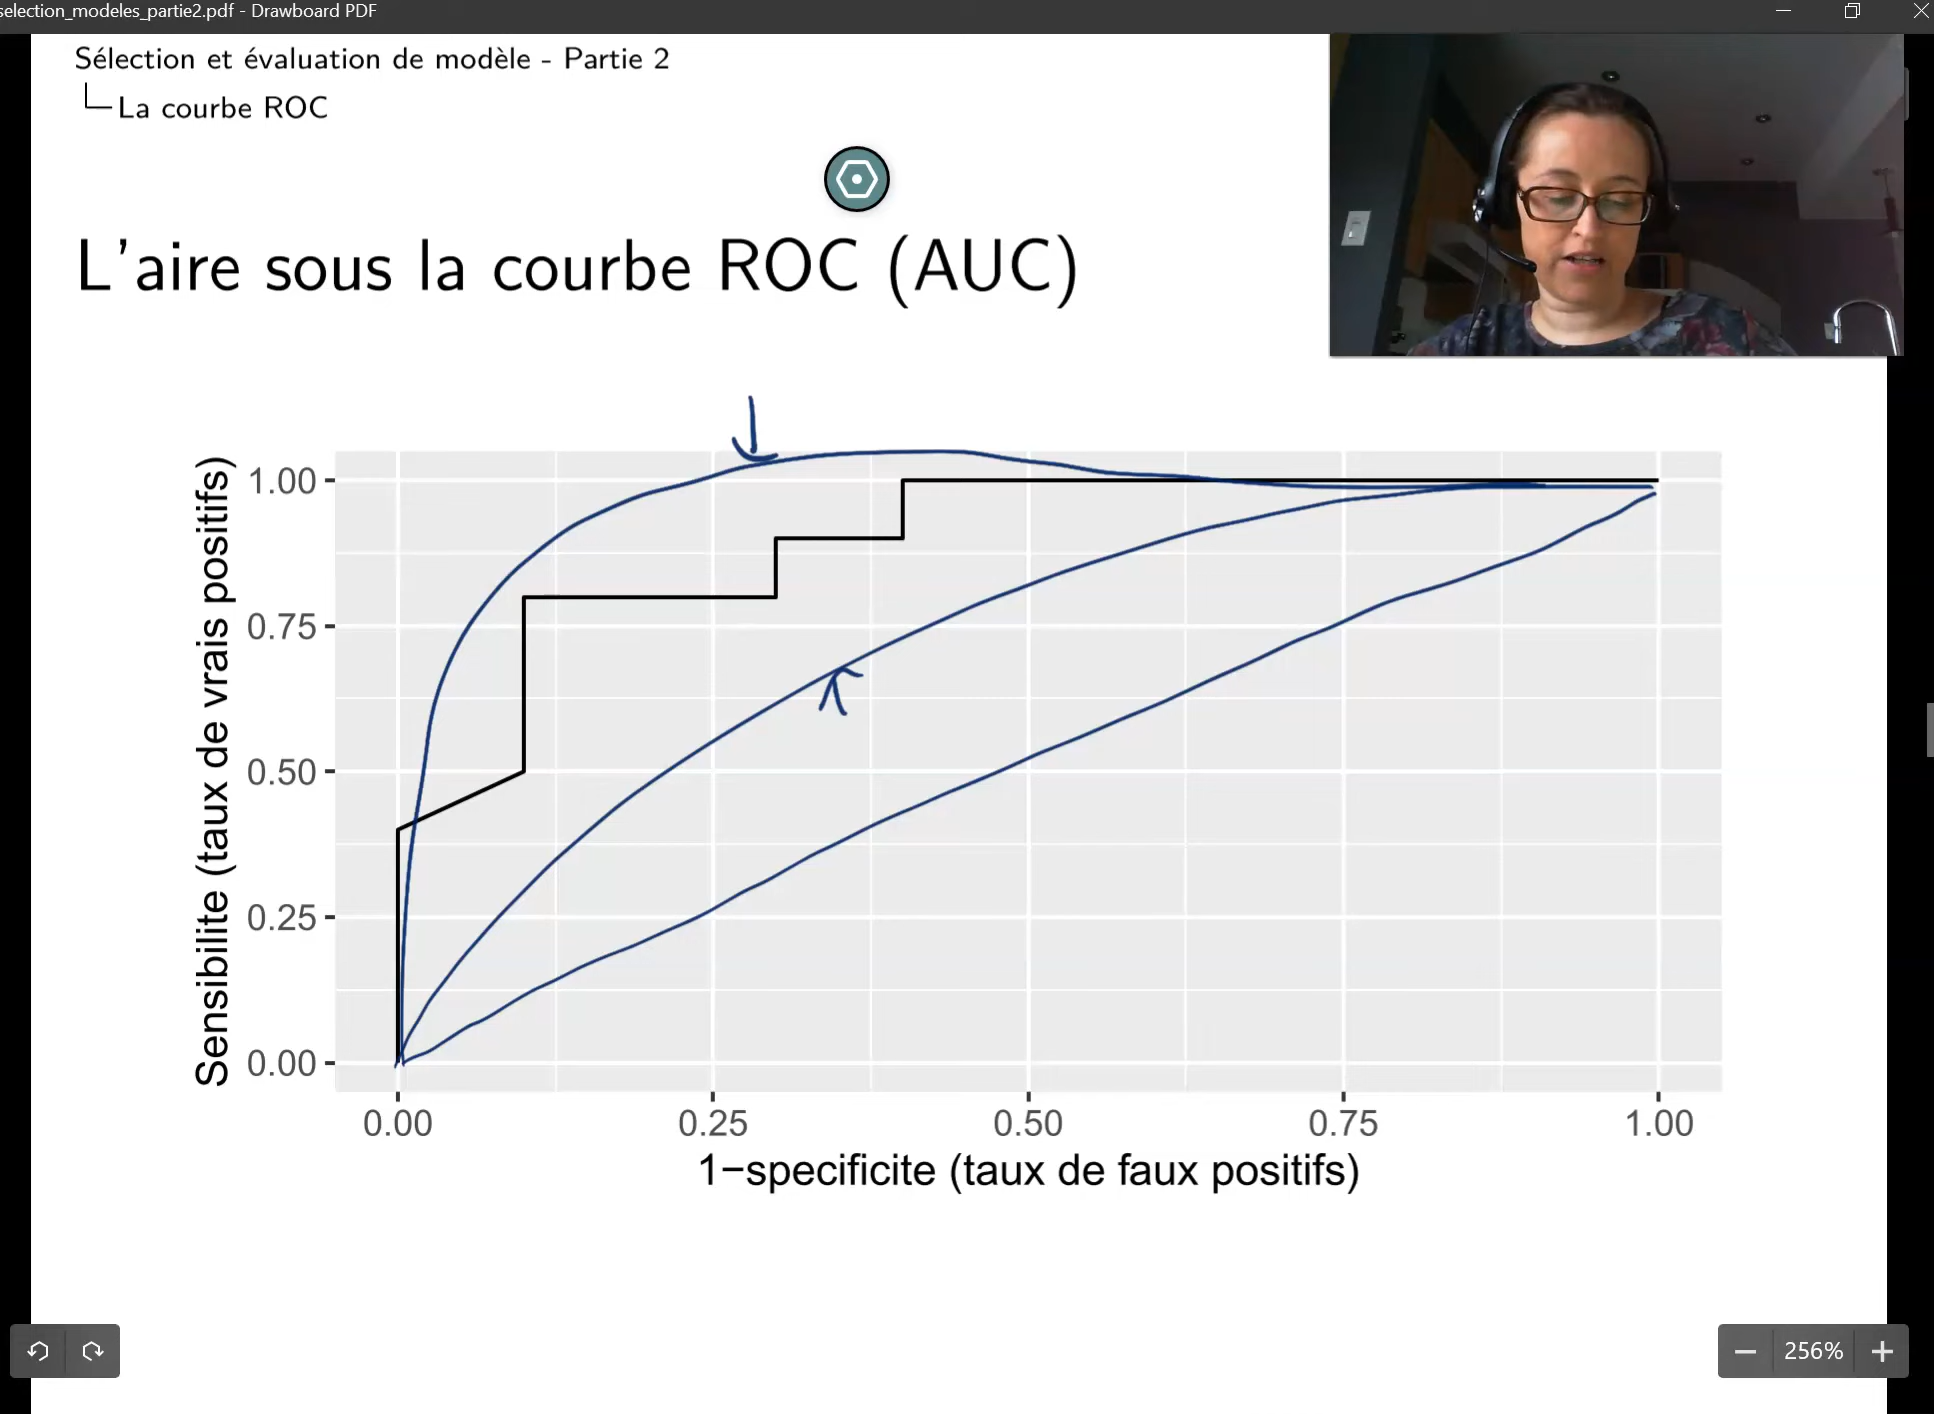 selection_modeles_partie2.pdf - Drawboard PDF
Sélection et évaluation de modèle - Partie 2
La courbe ROC
L'aire sous la courbe ROC (AUC)
Sensibilite (taux de vrais positifs)
1.00
0.75
0.50
0.25
0.00
0.00 0.25 0.50 0.75 1.00
1−specificite (taux de faux positifs)
256%